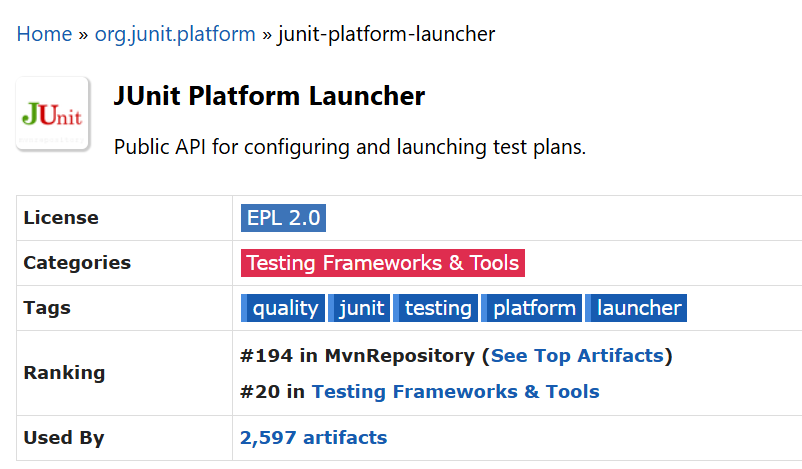 Home » org.junit.platform » junit-platform-launcher
JUnit
JUnit Platform Launcher
Public API for configuring and launching test plans.
License EPL 2.0
Categories Testing Frameworks & Tools
Tags quality junit testing platform launcher
Ranking #194 in MvnRepository (See Top Artifacts)
#20 in Testing Frameworks & Tools
Used By 2,597 artifacts